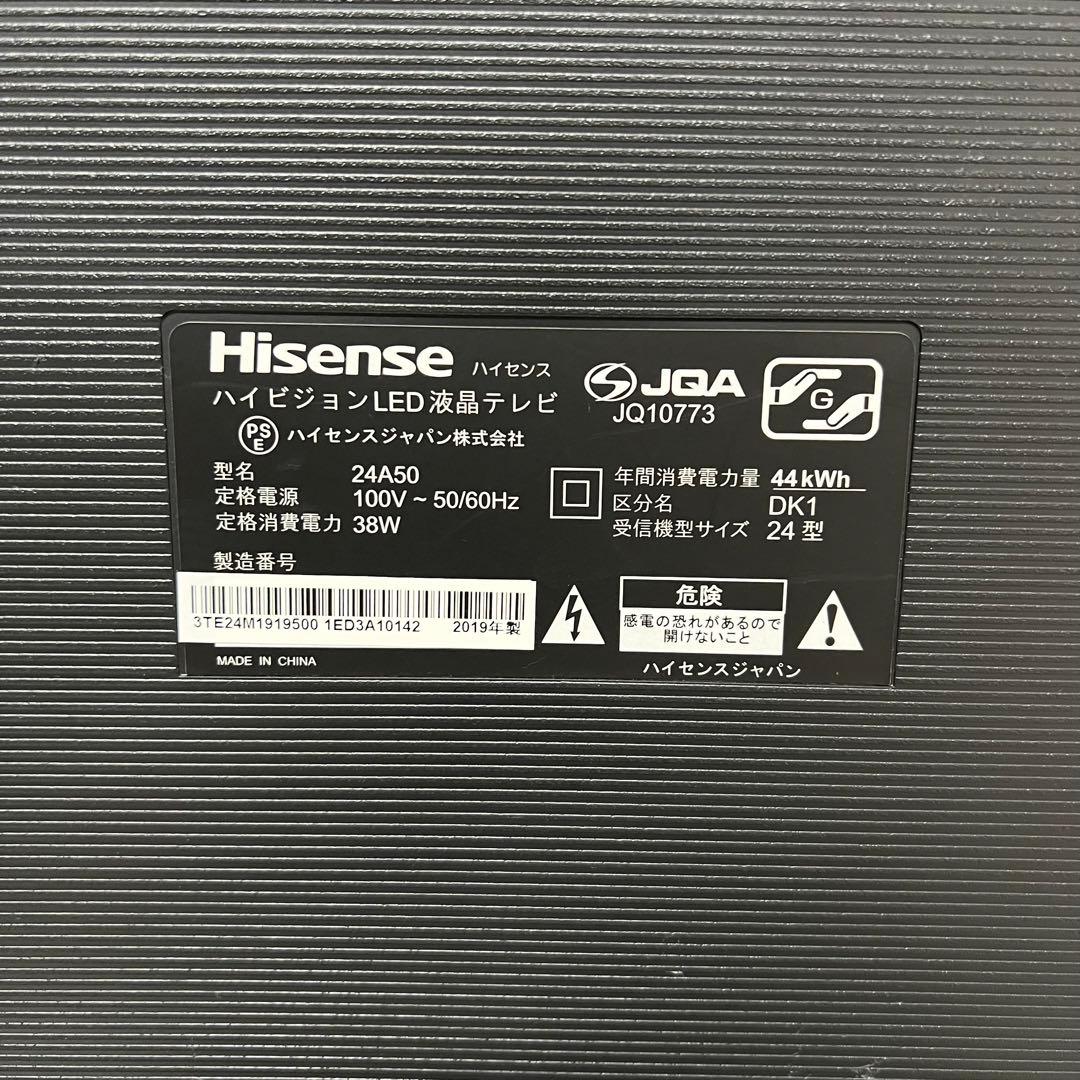 Hisense ハイセンス
ハイビジョンLED液晶テレビ
PSE ハイセンスジャパン株式会社
型名 24A50
定格電源 100V ~ 50/60Hz
定格消費電力 38W
製造番号
3TE24M1919500 1ED3A10142 2019年製
MADE IN CHINA
JQA
JQ10773
G
年間消費電力量 44kWh
区分名 DK1
受信機型サイズ 24型
危険
感電の恐れがあるので
開けないこと
ハイセンスジャパン